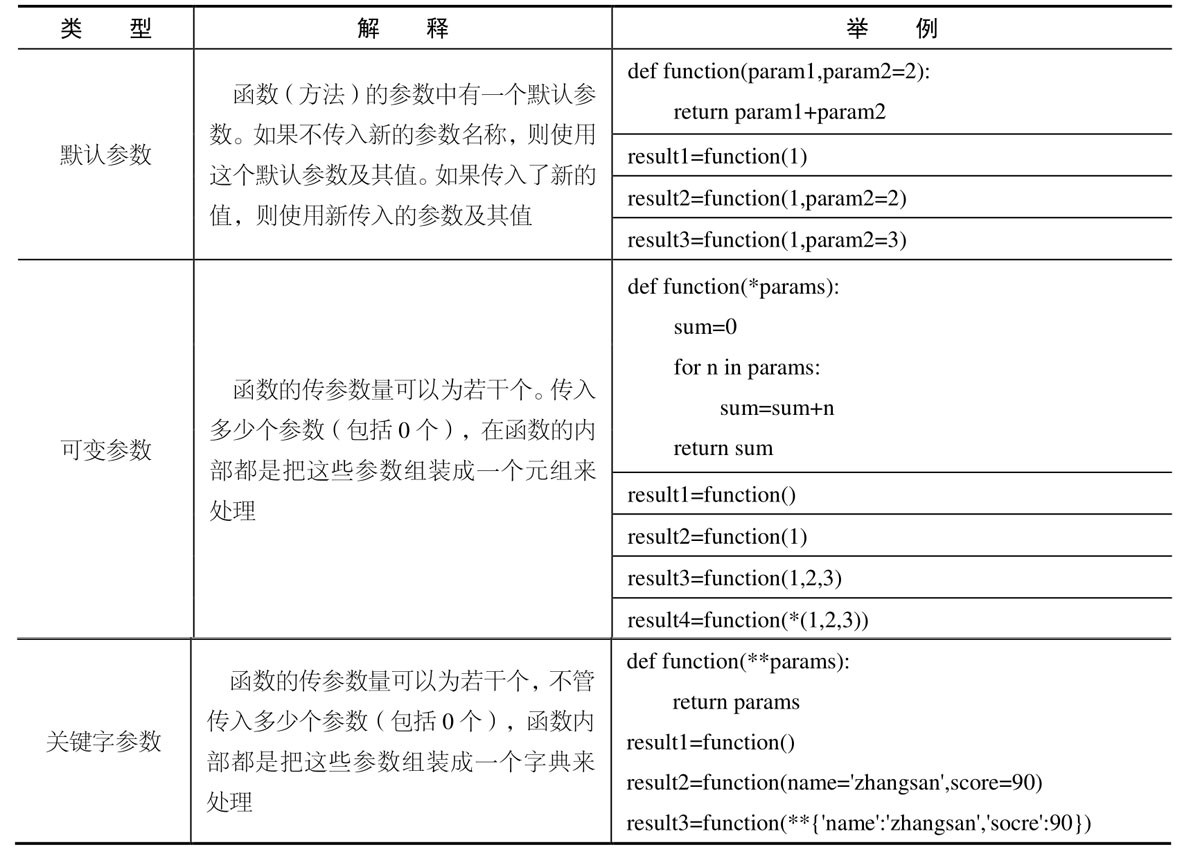 类 型 解 释 举 例
默认参数
函数（方法）的参数中有一个默认参
数。如果不传入新的参数名称，则使用
这个默认参数及其值。如果传入了新的
值，则使用新传入的参数及其值
def function(param1,param2=2):
return param1+param2
result1=function(1)
result2=function(1,param2=2)
result3=function(1,param2=3)
可变参数
函数的传参数量可以为若干个。传入
多少个参数（包括0个），在函数的内
部都是把这些参数组装成一个元组来
处理
def function(*params):
sum=0
for n in params:
sum=sum+n
return sum
result1=function()
result2=function(1)
result3=function(1,2,3)
result4=function(*(1,2,3))
关键字参数
函数的传参数量可以为若干个，不管
传入多少个参数（包括0个），函数内
部都是把这些参数组装成一个字典来
处理
def function(**params):
return params
result1=function()
result2=function(name='zhangsan',score=90)
result3=function(**{'name':'zhangsan','socre':90})